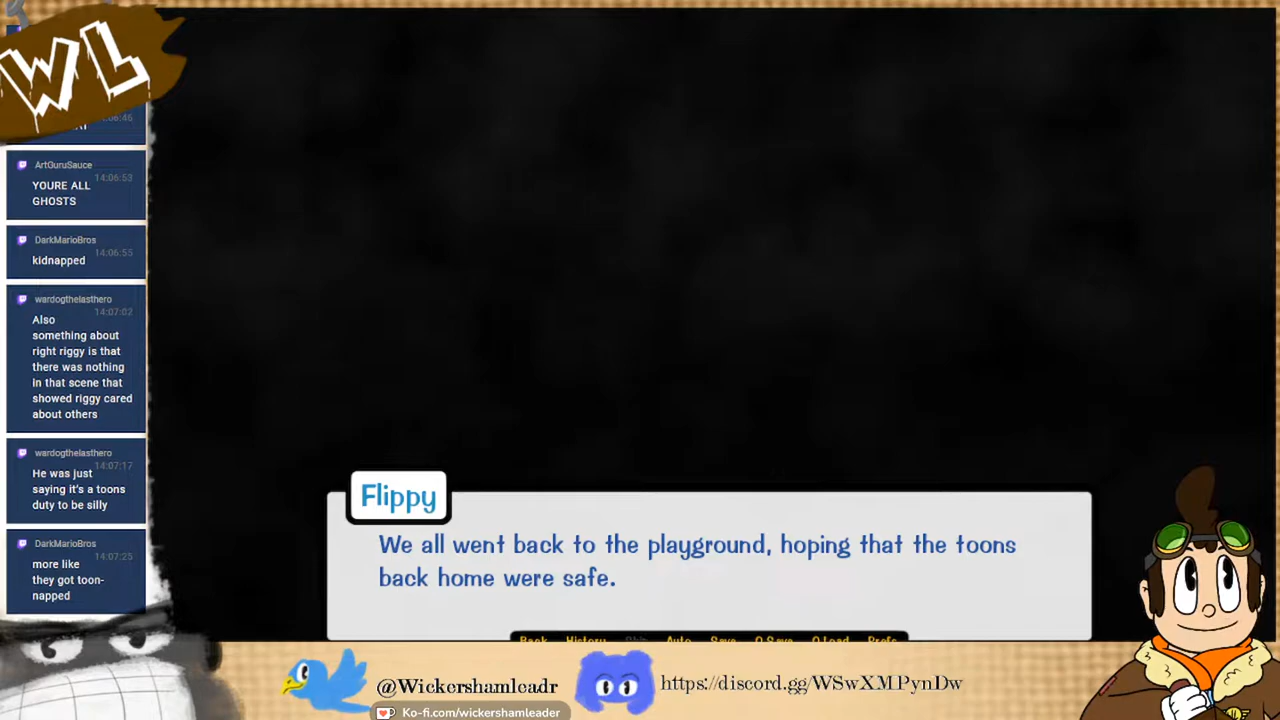 WL
14:06:46
ArtGuruSauce
14:06:53
YOURE ALL
GHOSTS
DarkMarioBros
14:06:55
kidnapped
wardogthelasthero
14:07:02
Also
something about
right riggy is that
there was nothing
in that scene that
showed riggy cared
about others
wardogthelasthero
14:07:17
He was just
saying it's a toons
duty to be silly
DarkMarioBros
14:07:25
more like
they got toon-
napped
Flippy
We all went back to the playground, hoping that the toons
back home were safe.
Back History Skip Auto Save Q.Save Q.Load Prefs
@Wickershamleadr
https://discord.gg/WSwXMPynDw
Ko-fi.com/wickershamleader